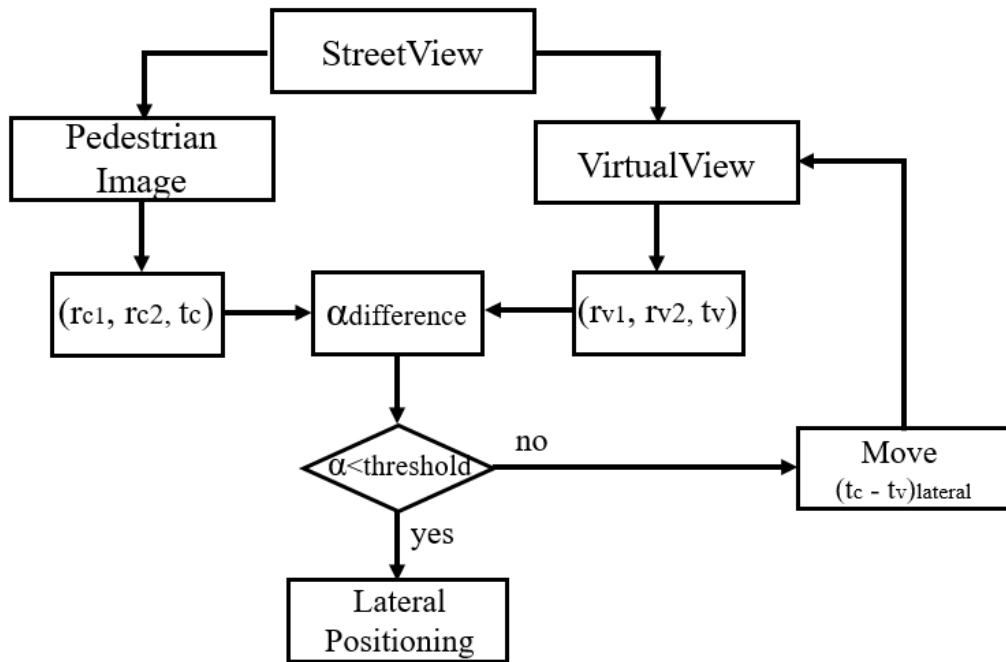 StreetView
Pedestrian
Image
VirtualView
(rc1, rc2, tc)
αdifference
(rv1, rv2, tv)
α<threshold
no
Move
(tc - tv)lateral
yes
Lateral
Positioning